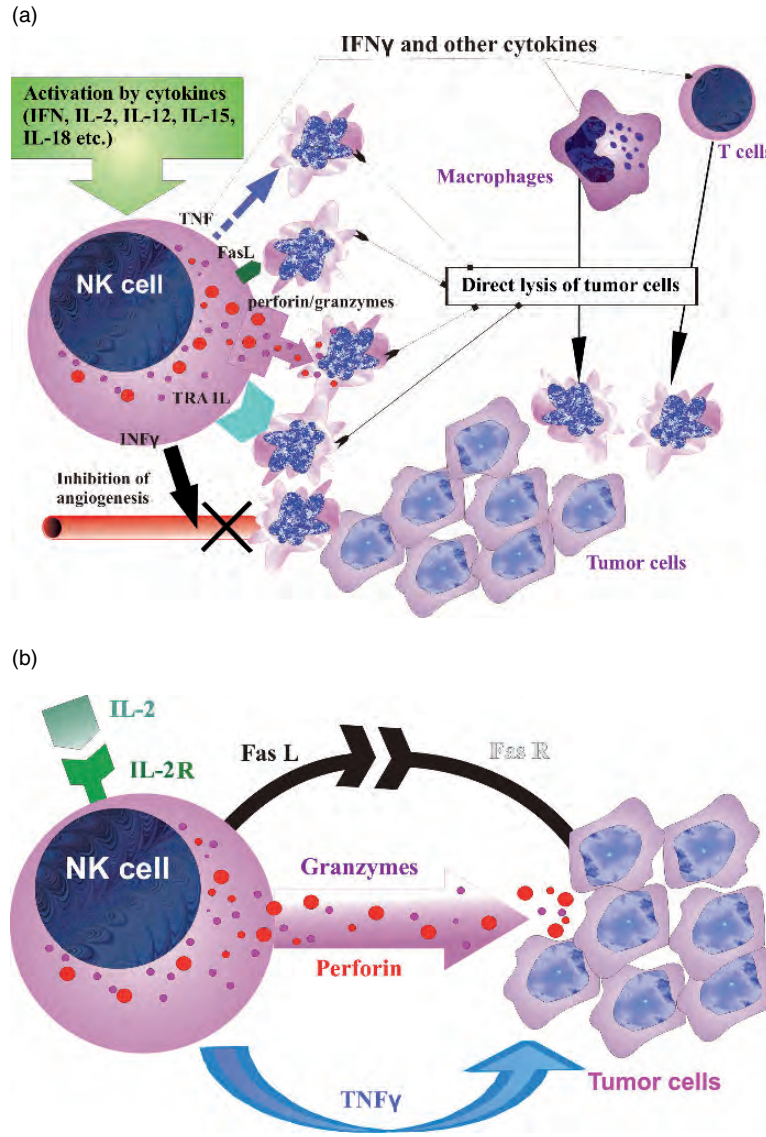 (a)
IFNγ and other cytokines
Activation by cytokines
(IFN, IL-2, IL-12, IL-15,
IL-18 etc.)
Macrophages
T cells
TNF
FasL
NK cell
perforin/granzymes
Direct lysis of tumor cells
TRA IL
INFγ
Inhibition of
angiogenesis
Tumor cells
(b)
IL-2
IL-2R
Fas L
Fas R
NK cell
Granzymes
Perforin
TNFγ
Tumor cells